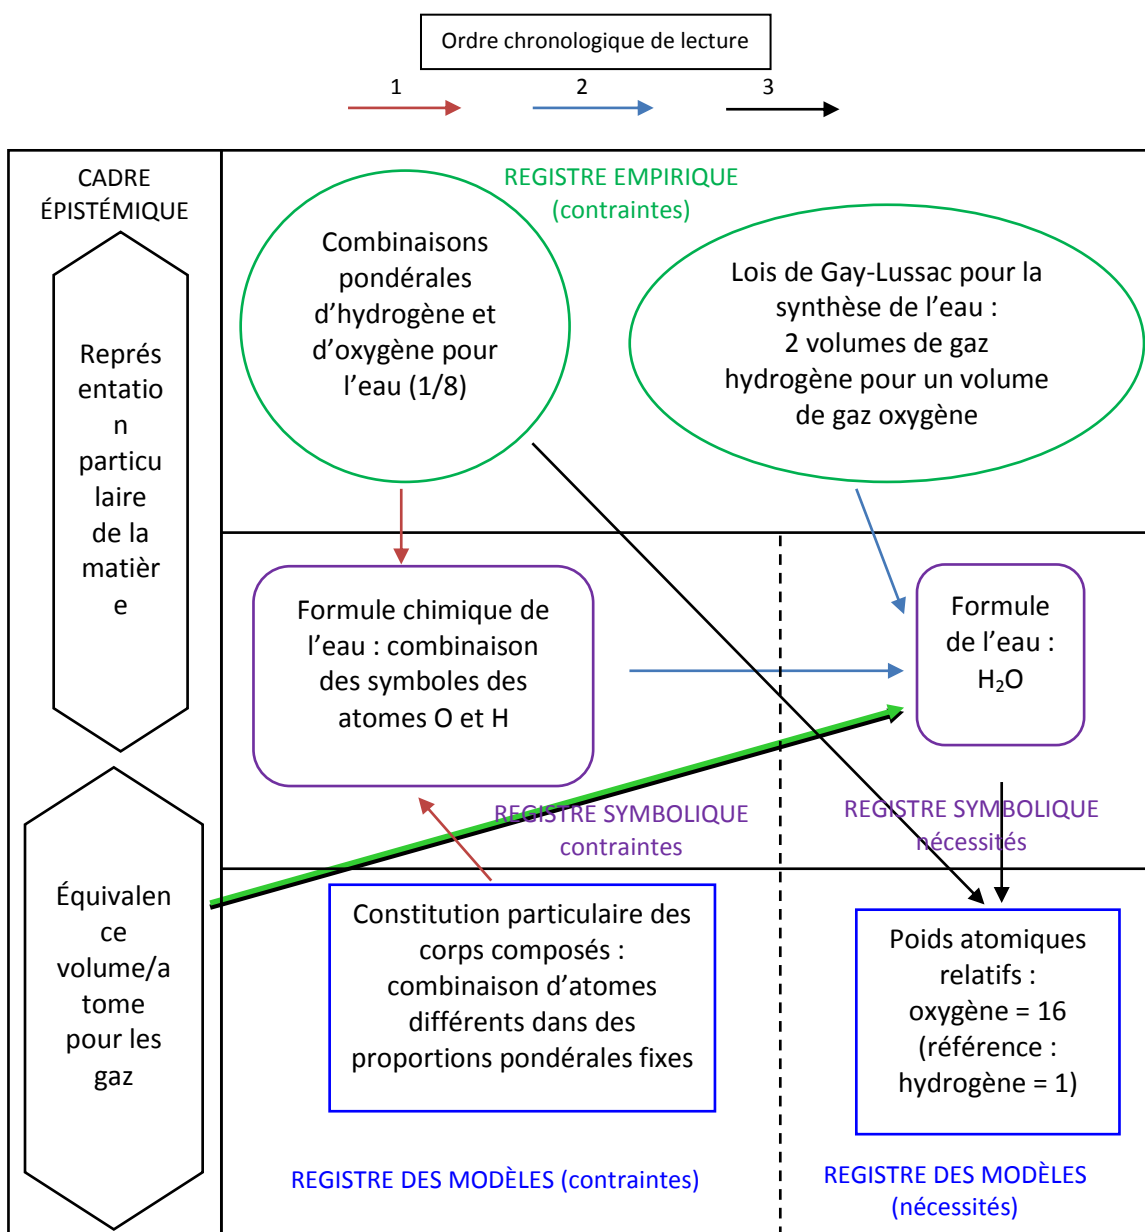 Ordre chronologique de lecture
1
2
3
CADRE
ÉPISTÉMIQUE
Représ
entatio
n
particu
laire
de la
matièr
e
Équivalen
ce
volume/a
tome
pour les
gaz
REGISTRE EMPIRIQUE
(contraintes)
Combinaisons
pondérales
d’hydrogène et
d’oxygène pour
l’eau (1/8)
Lois de Gay-Lussac pour la
synthèse de l’eau :
2 volumes de gaz
hydrogène pour un volume
de gaz oxygène
Formule chimique de
l’eau : combinaison
des symboles des
atomes O et H
Formule
de l’eau :
H₂O
REGISTRE SYMBOLIQUE
contraintes
REGISTRE SYMBOLIQUE
nécessités
Constitution particulaire des
corps composés :
combinaison d’atomes
différents dans des
proportions pondérales fixes
Poids atomiques
relatifs :
oxygène = 16
(référence :
hydrogène = 1)
REGISTRE DES MODÈLES (contraintes)
REGISTRE DES MODÈLES
(nécessités)